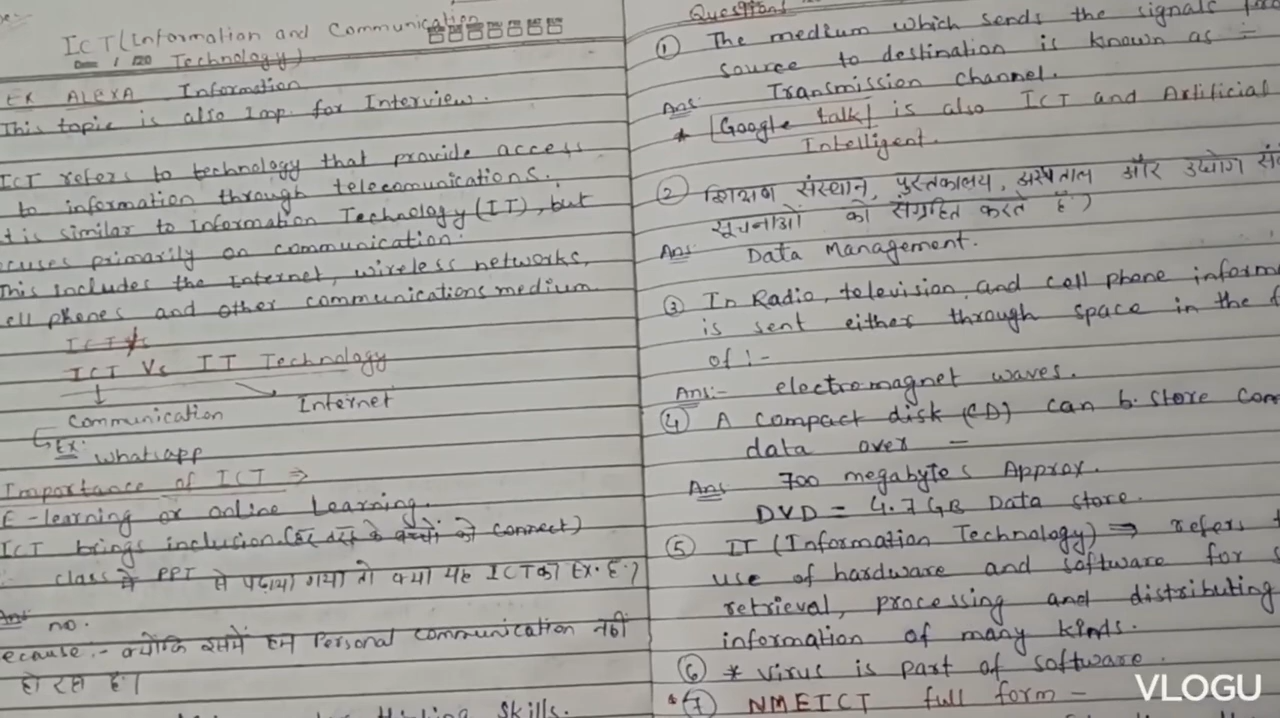 ICT (Information and Communication
Technology)
Ex ALEXA Information
This topic is also Imp. for Interview.
ICT refers to technology that provide access
to information through telecomunications.
t is similar to Information Technology (IT), but
ocuses primarily on communication.
This includes the Internet, wireless networks,
ell phones and other communications medium
ICT Vs IT Technology
Communication Internet
Ex: whatsapp
Importance of ICT ⇒
E-learning or online Learning.
ICT brings inclusion. के बच्चो को connect)
class में PPT से पढ़ाया गया तो क्या यह ICT का Ex. है?
Ans no.
ecause :- क्योकि इसमें हम Personal communication नहीं
हो रहा है।
Skills.
Questions
① The medium which sends the signals
source to destination is known as :-
Ans: Transmission channel.
* [Google talk] is also ICT and Artificial
Intelligent.
② शिक्षण संस्थान, पुस्तकालय, अस्पताल और उद्योग
सूचनाओं को संग्रहित करते है?
Ans: Data Management.
③ In Radio, television, and cell phone inform
is sent either through space in the
of :-
Ans:- electromagnet waves.
④ A compact disk (CD) can b. store com
data over -
Ans 700 megabytes Approx.
DVD = 4.7 GB Data store.
⑤ IT (Information Technology) ⇒ refers t
use of hardware and software for s
retrieval, processing and distributing
information of many kinds.
⑥ * virus is part of software.
* ⑦ NMEICT full form -
VLOGU